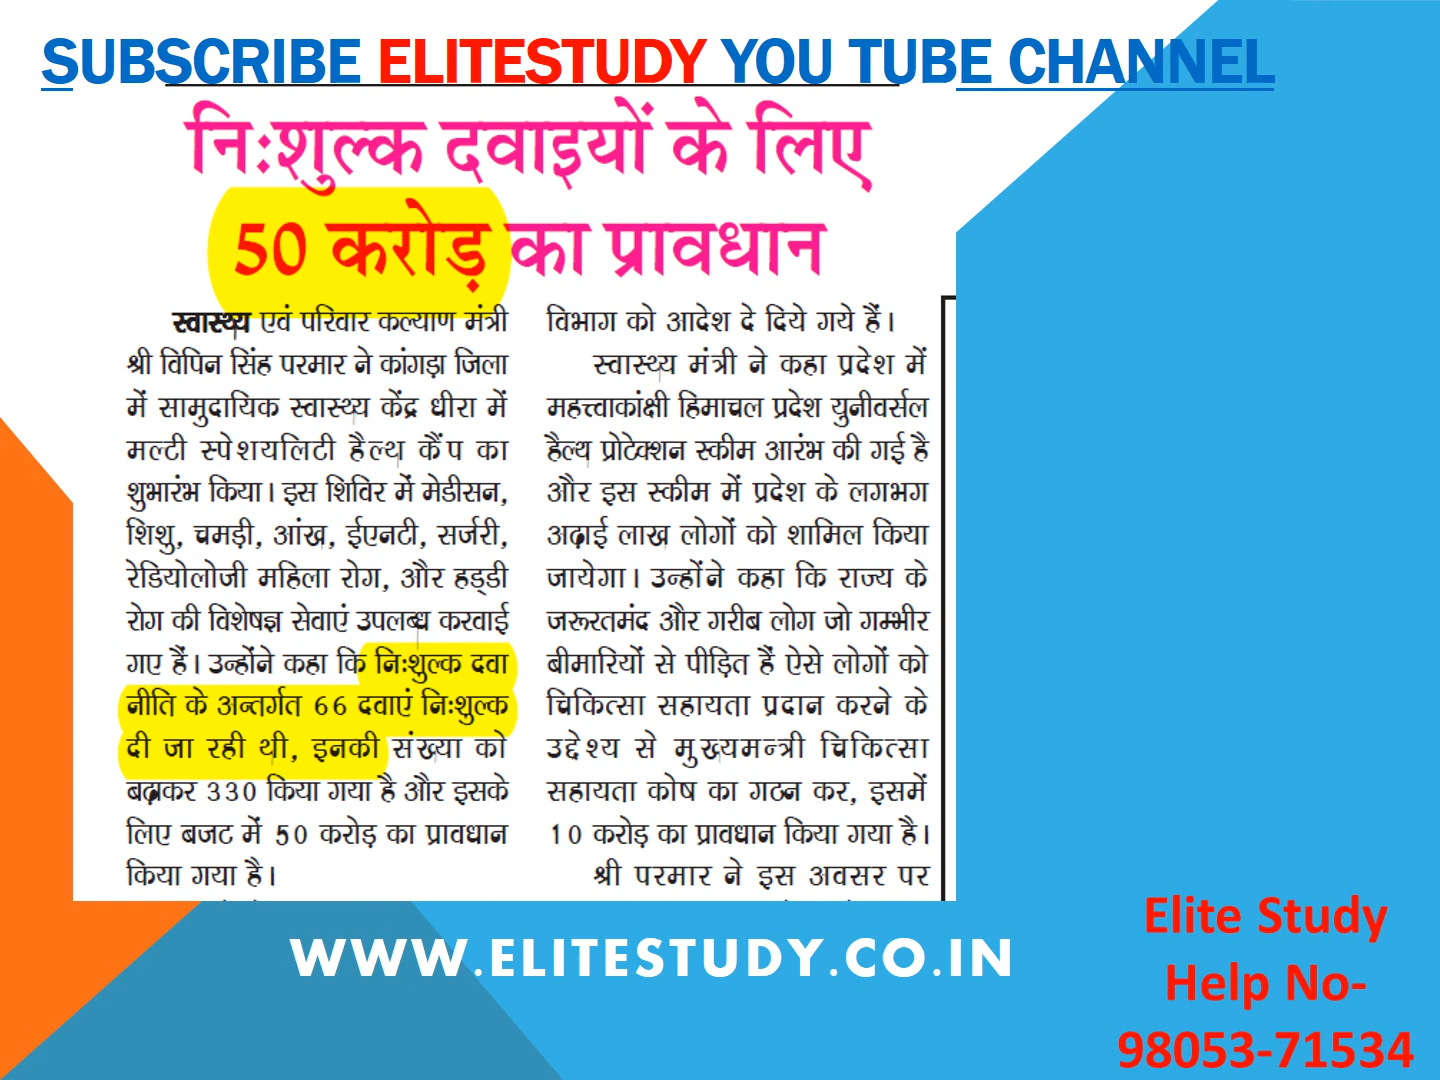 SUBSCRIBE ELITESTUDY YOU TUBE CHANNEL
निःशुल्क दवाइयों के लिए
50 करोड़ का प्रावधान
स्वास्थ्य एवं परिवार कल्याण मंत्री
श्री विपिन सिंह परमार ने कांगड़ा जिला
में सामुदायिक स्वास्थ्य केंद्र धीरा में
मल्टी स्पेशयलिटी हैल्थ कैंप का
शुभारंभ किया। इस शिविर में मेडीसन,
शिशु, चमड़ी, आंख, ईएनटी, सर्जरी,
रेडियोलोजी महिला रोग, और हड्डी
रोग की विशेषज्ञ सेवाएं उपलब्ध करवाई
गए हैं। उन्होंने कहा कि निःशुल्क दवा
नीति के अन्तर्गत 66 दवाएं निःशुल्क
दी जा रही थी, इनकी संख्या को
बढ़ाकर 330 किया गया है और इसके
लिए बजट में 50 करोड़ का प्रावधान
किया गया है।
विभाग को आदेश दे दिये गये हैं।
स्वास्थ्य मंत्री ने कहा प्रदेश में
महत्त्वाकांक्षी हिमाचल प्रदेश युनीवर्सल
हैल्थ प्रोटेक्शन स्कीम आरंभ की गई है
और इस स्कीम में प्रदेश के लगभग
अढ़ाई लाख लोगों को शामिल किया
जायेगा। उन्होंने कहा कि राज्य के
जरूरतमंद और गरीब लोग जो गम्भीर
बीमारियों से पीड़ित हैं ऐसे लोगों को
चिकित्सा सहायता प्रदान करने के
उद्देश्य से मुख्यमन्त्री चिकित्सा
सहायता कोष का गठन कर, इसमें
10 करोड़ का प्रावधान किया गया है।
श्री परमार ने इस अवसर पर
WWW.ELITESTUDY.CO.IN
Elite Study
Help No-
98053-71534